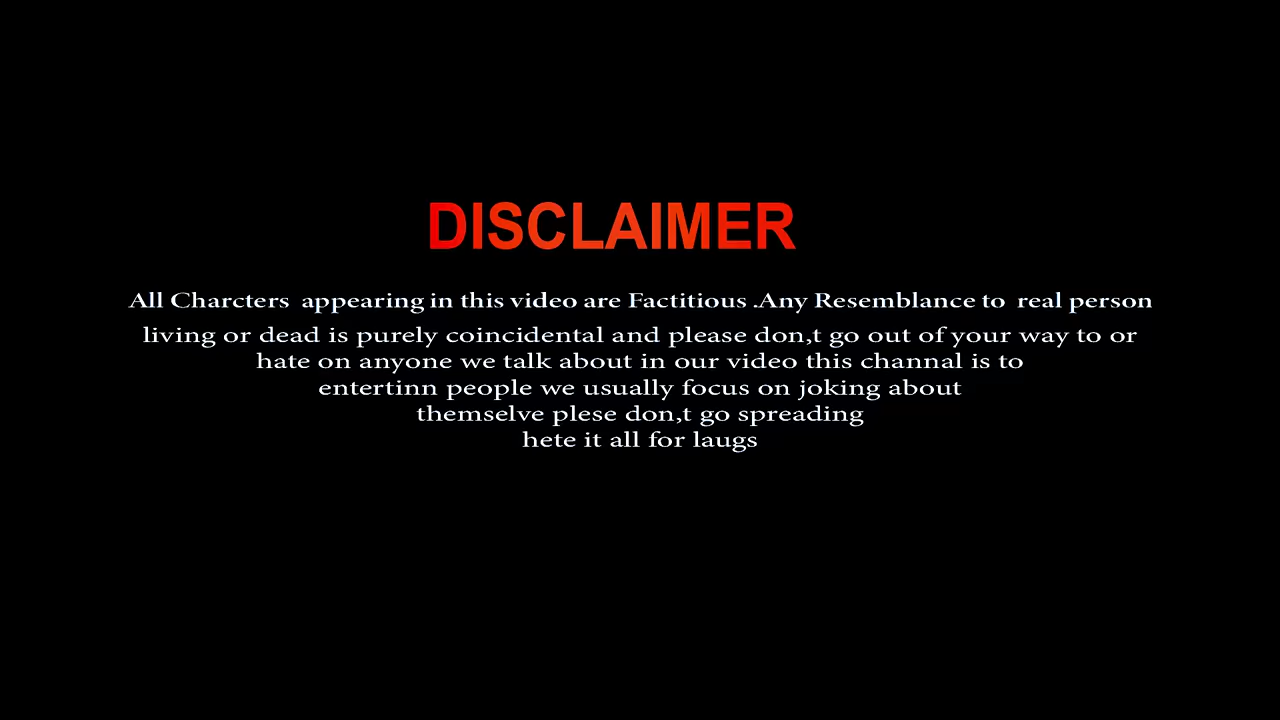 DISCLAIMER
All Charcters appearing in this video are Factitious .Any Resemblance to real person
living or dead is purely coincidental and please don,t go out of your way to or
hate on anyone we talk about in our video this channal is to
entertinn people we usually focus on joking about
themselve plese don,t go spreading
hete it all for laugs